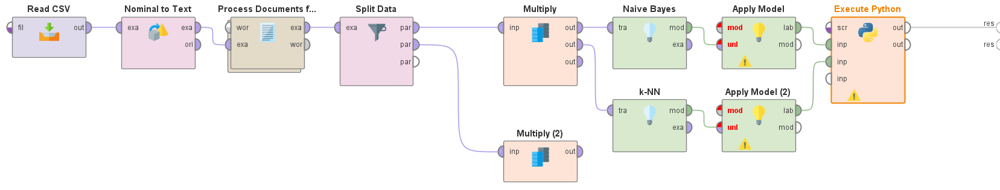 Read CSV
fil out
Nominal to Text
exa exa
ori
Process Documents f...
wor exa
exa wor
Split Data
exa par
par
par
Multiply
inp out
out
out
Multiply (2)
inp out
Naive Bayes
tra mod
exa
k-NN
tra mod
exa
Apply Model
mod lab
unl mod
Apply Model (2)
mod lab
unl mod
Execute Python
scr out
inp out
inp
inp
res
res